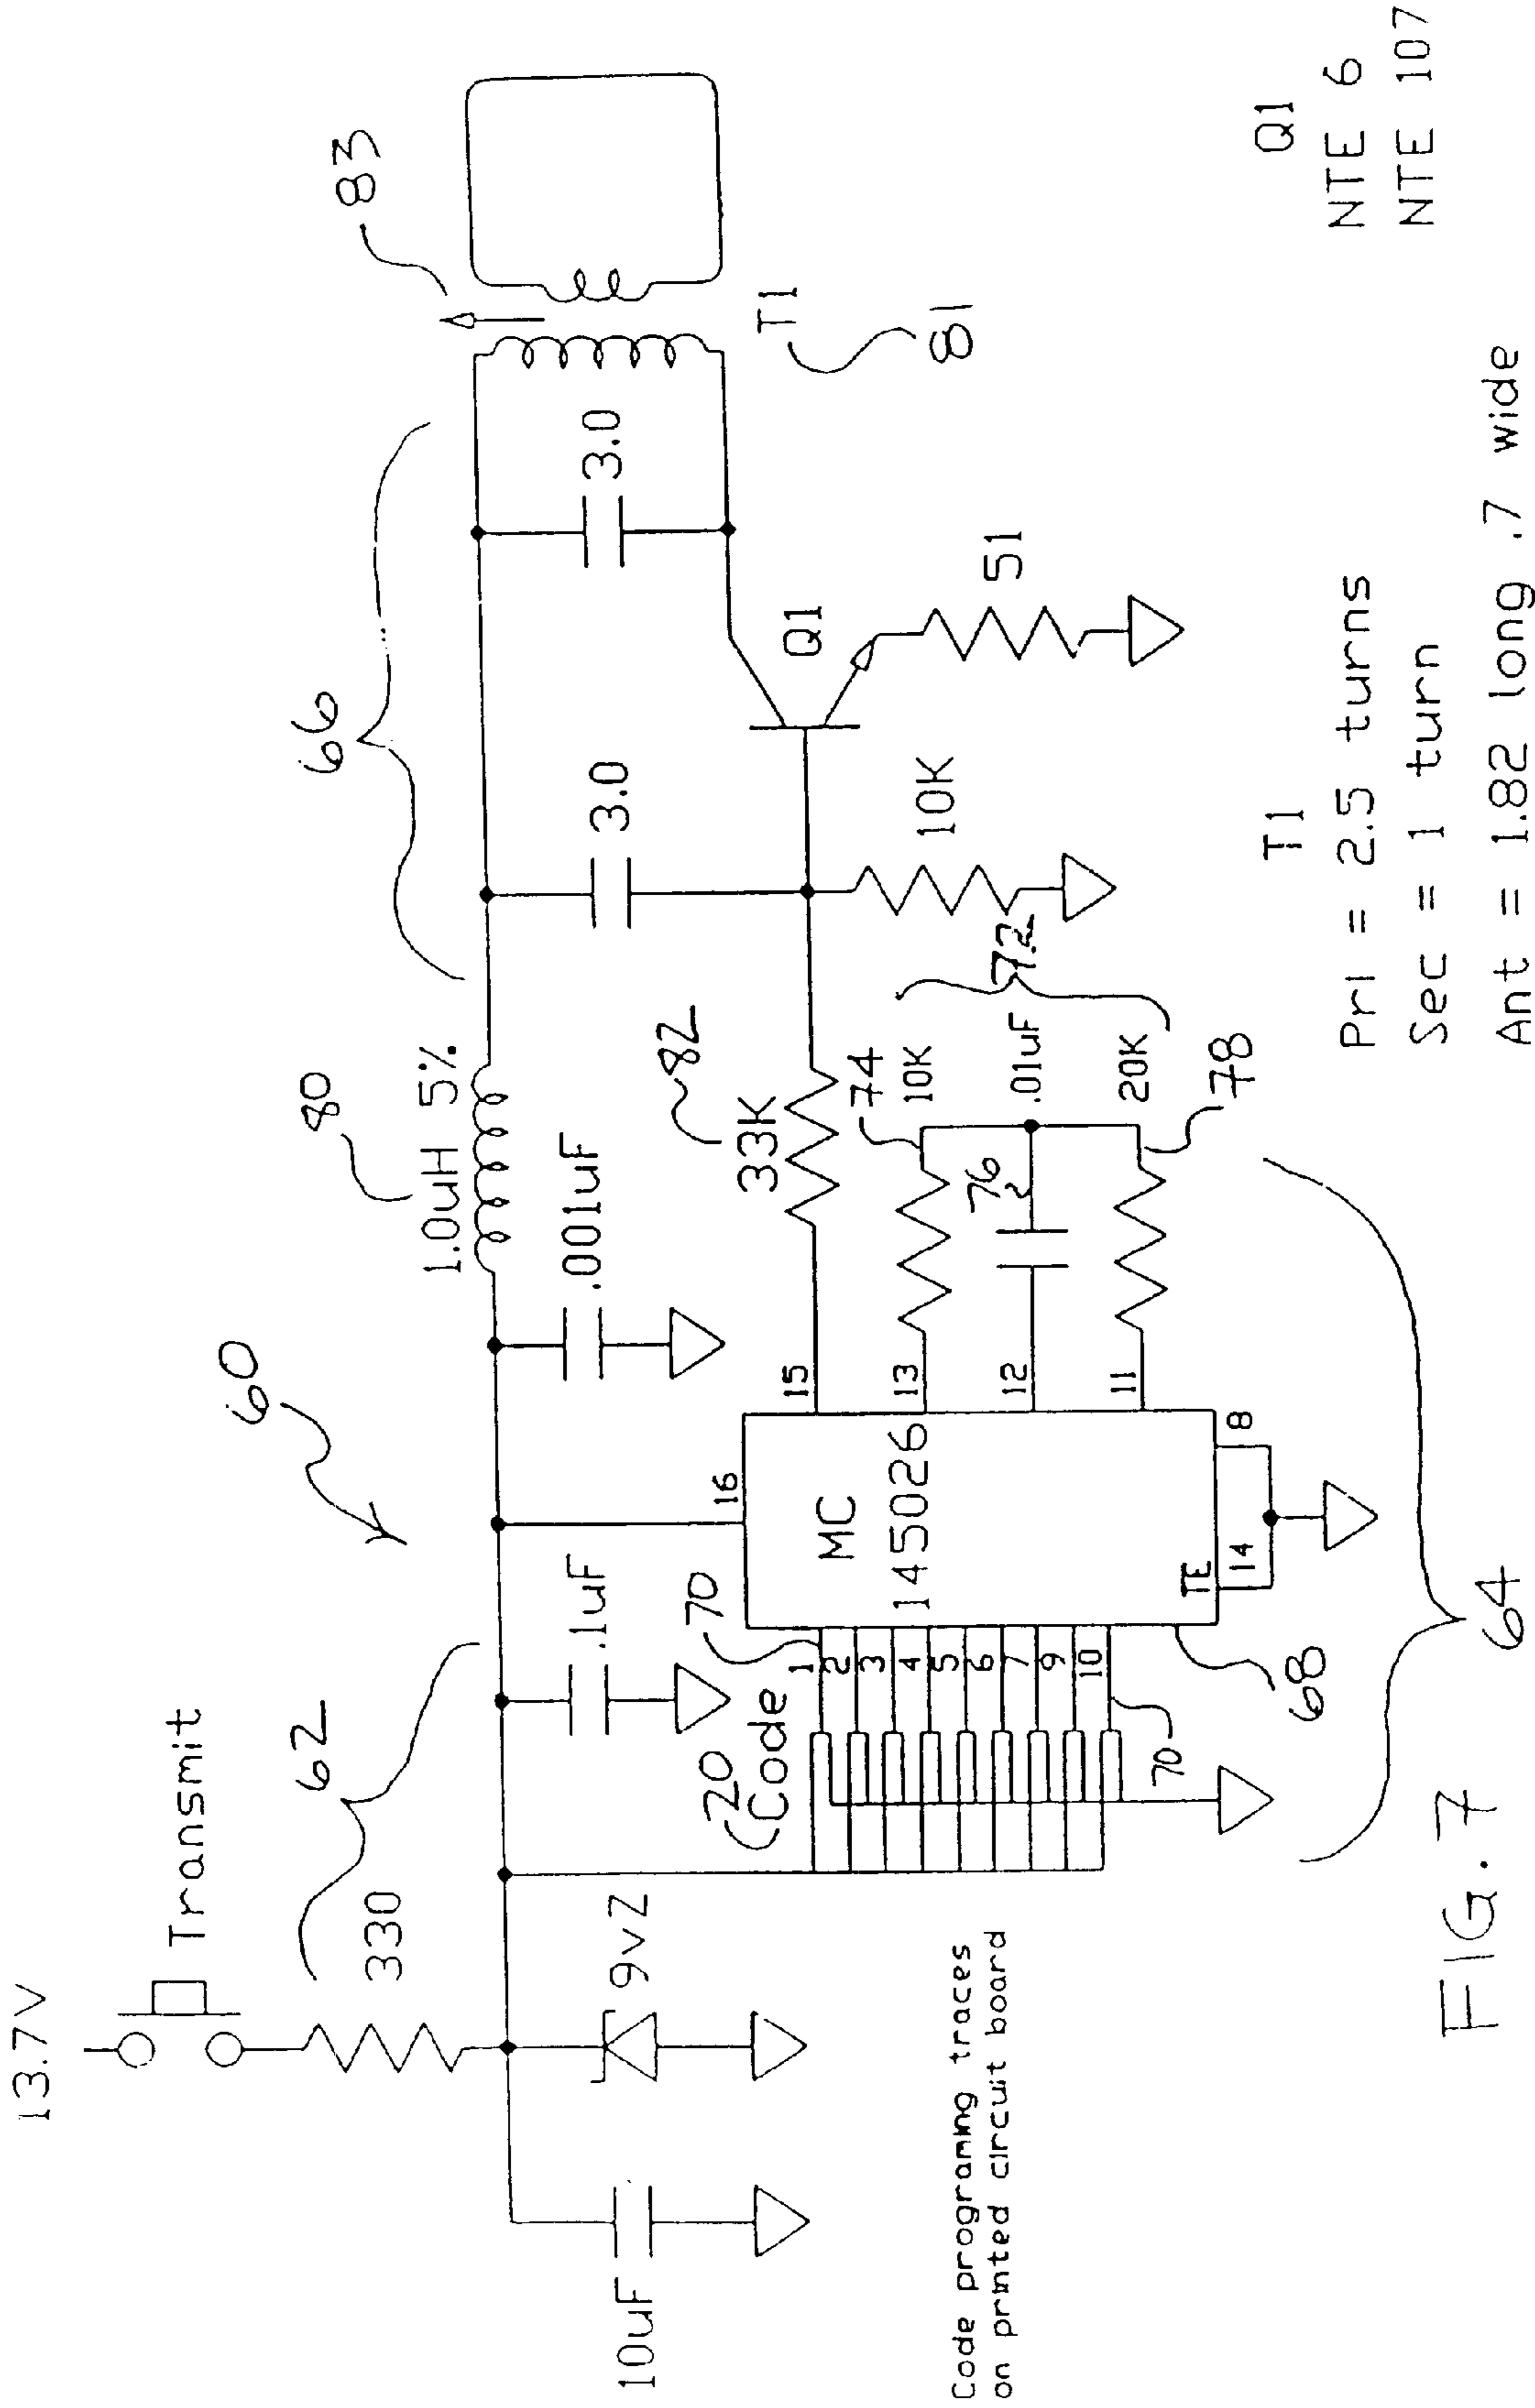 13.7V
Transmit
62
330
60
80
1.0uH 5%
66
83
10uF
9vZ
.1uF
.001uF
3.0
3.0
T1
81
20
Code
70
1
2
3
4
5
6
7
9
10
70
16
MC
145026
TE
14
8
68
15
13
12
11
82
33K
74
10K
76
.01uF
20K
78
72
10K
Q1
51
64
Code programing traces
on printed circuit board
T1
Pri = 2.5 turns
Sec = 1 turn
Ant = 1.82 long .7 wide
Q1
NTE 6
NTE 107
FIG. 7